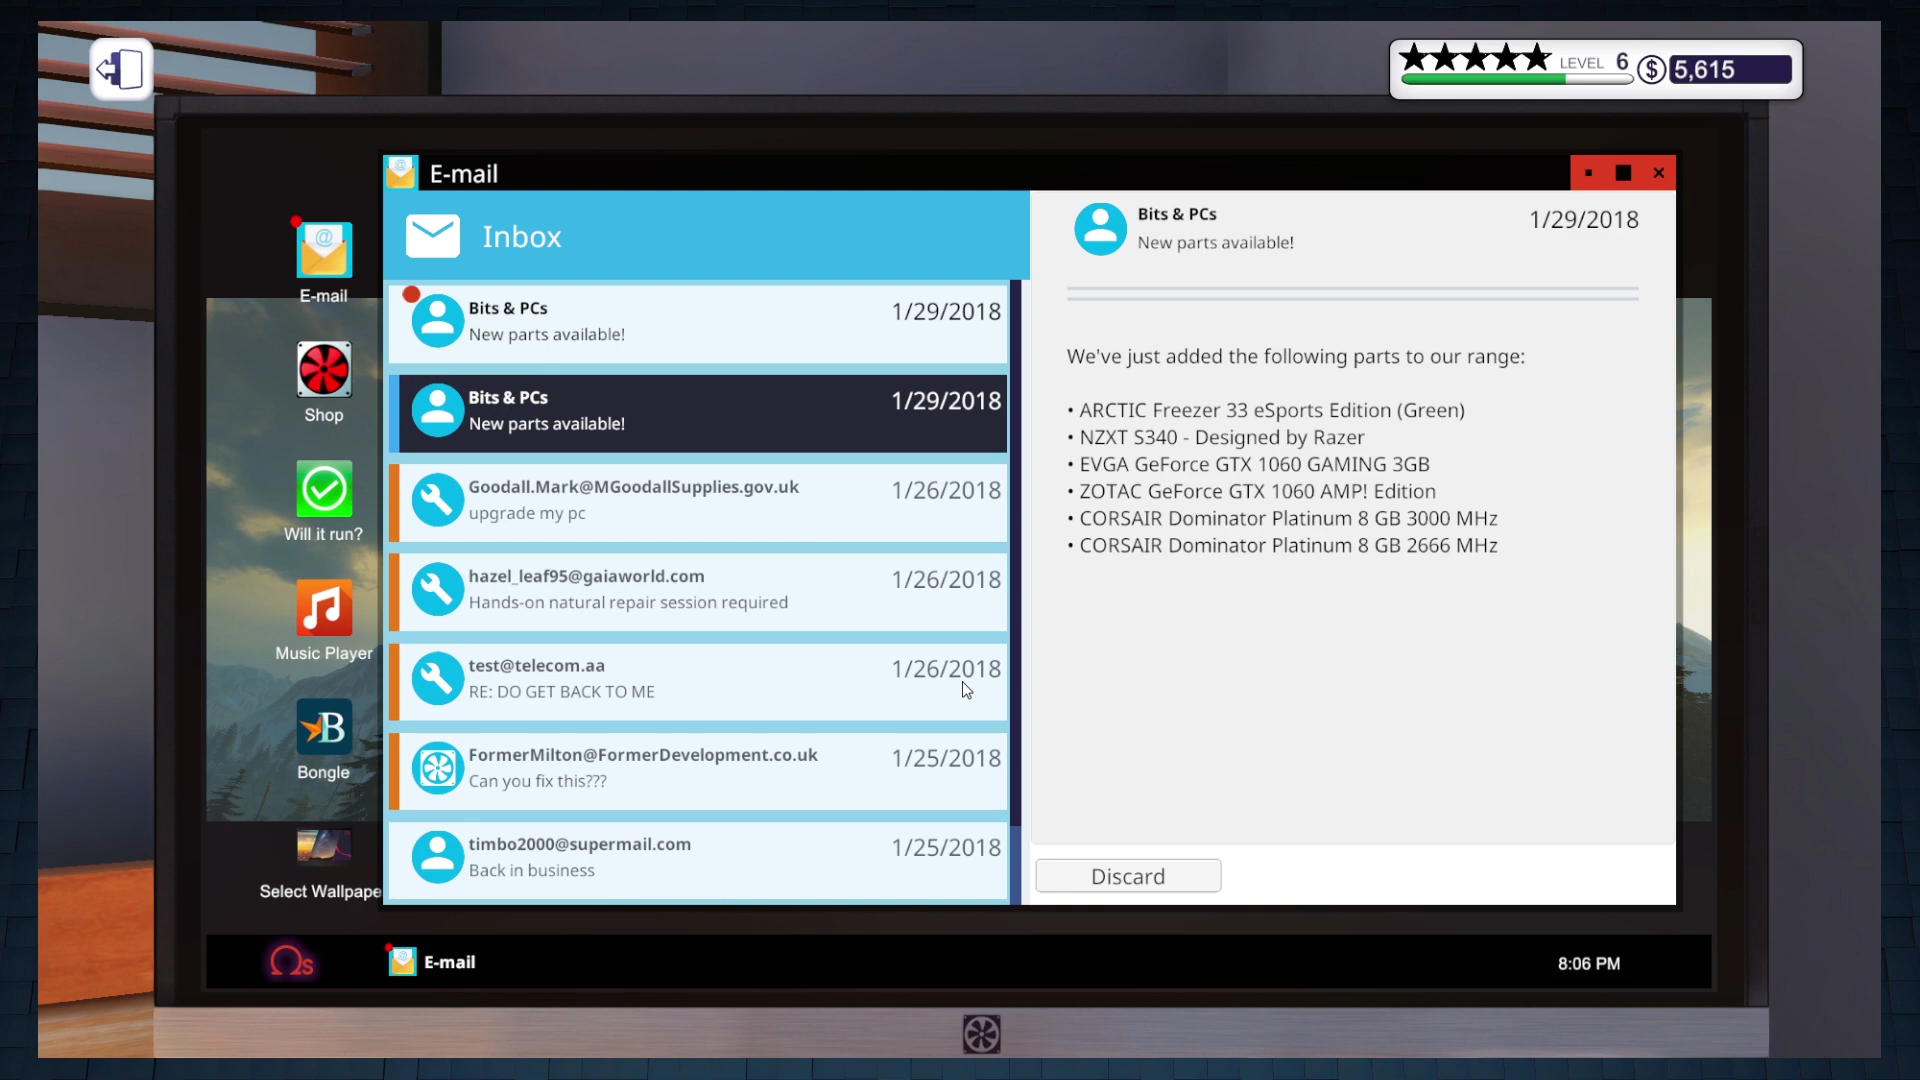 LEVEL 6 $ 5,615
E-mail
Inbox
Bits & PCs
New parts available!
1/29/2018
Bits & PCs
New parts available!
1/29/2018
Goodall.Mark@MGoodallSupplies.gov.uk
upgrade my pc
1/26/2018
hazel_leaf95@gaiaworld.com
Hands-on natural repair session required
1/26/2018
test@telecom.aa
RE: DO GET BACK TO ME
1/26/2018
FormerMilton@FormerDevelopment.co.uk
Can you fix this???
1/25/2018
timbo2000@supermail.com
Back in business
1/25/2018
Bits & PCs
New parts available!
1/29/2018
We've just added the following parts to our range:
• ARCTIC Freezer 33 eSports Edition (Green)
• NZXT S340 - Designed by Razer
• EVGA GeForce GTX 1060 GAMING 3GB
• ZOTAC GeForce GTX 1060 AMP! Edition
• CORSAIR Dominator Platinum 8 GB 3000 MHz
• CORSAIR Dominator Platinum 8 GB 2666 MHz
Discard
E-mail
Shop
Will it run?
Music Player
B
Bongle
Select Wallpape
Ωs
E-mail
8:06 PM